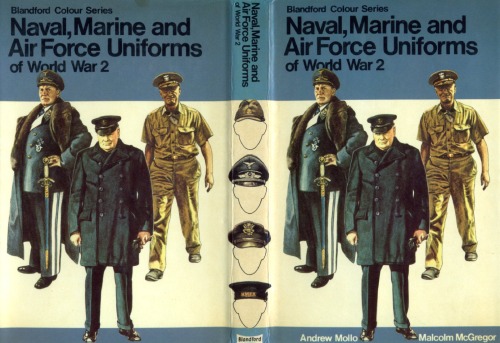 Blandford Colour Series
Naval, Marine and
Air Force Uniforms
of World War 2
Naval, Marine and
Air Force Uniforms
of World War 2
Blandford
Blandford Colour Series
Naval, Marine and
Air Force Uniforms
of World War 2
Andrew Mollo
Malcolm McGregor